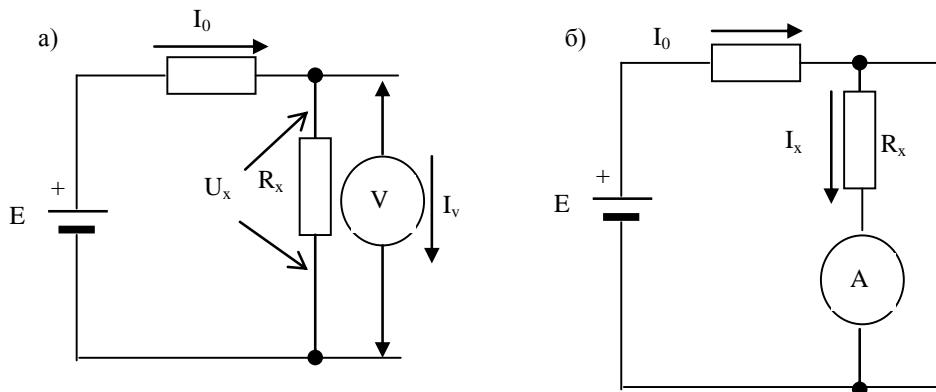 а)
I₀
Uₓ
Rₓ
V
Iᵥ
+
E
б)
I₀
Iₓ
Rₓ
+
E
A